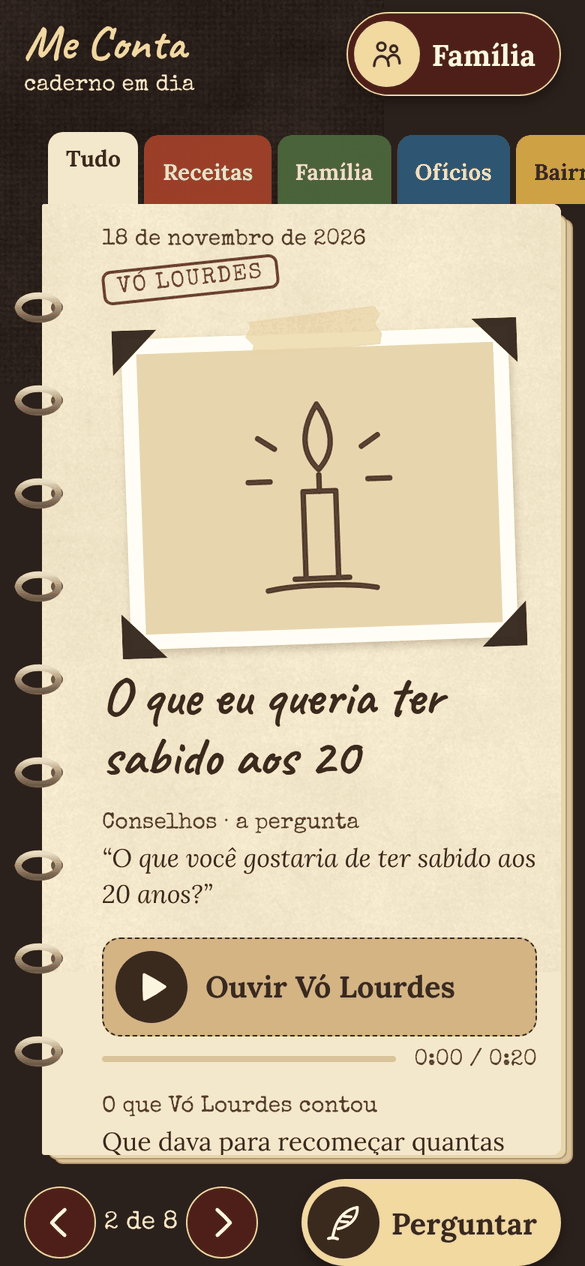 Me Conta
caderno em dia
Família
Tudo
Receitas
Família
Ofícios
Bairr
18 de novembro de 2026
VÓ LOURDES
O que eu queria ter
sabido aos 20
Conselhos · a pergunta
“O que você gostaria de ter sabido aos
20 anos?”
Ouvir Vó Lourdes
0:00 / 0:20
O que Vó Lourdes contou
Que dava para recomeçar quantas
2 de 8
Perguntar